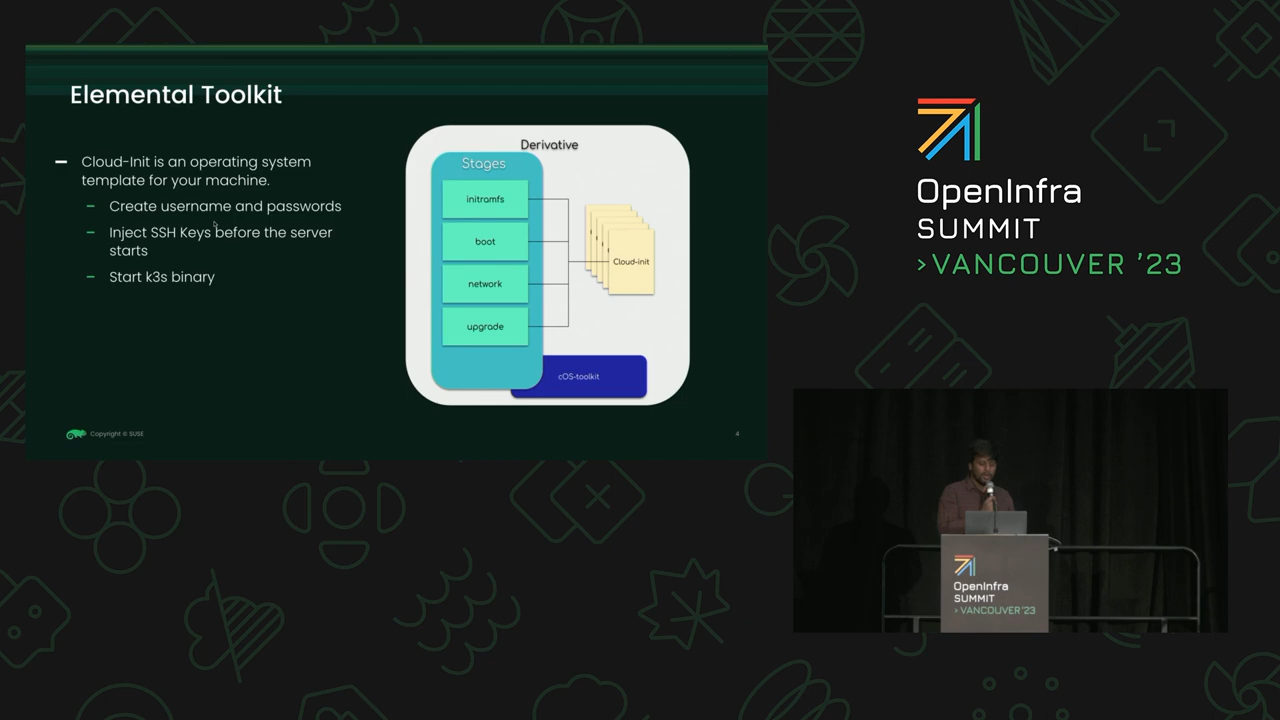 Elemental Toolkit
Cloud-Init is an operating system
template for your machine.
Create username and passwords
Inject SSH Keys before the server
starts
Start k3s binary
Derivative
Stages
initramfs
boot
network
upgrade
Cloud-init
cOS-toolkit
Copyright © SUSE
4
OpenInfra
SUMMIT
>VANCOUVER '23
OpenInfra
SUMMIT
>VANCOUVER '23